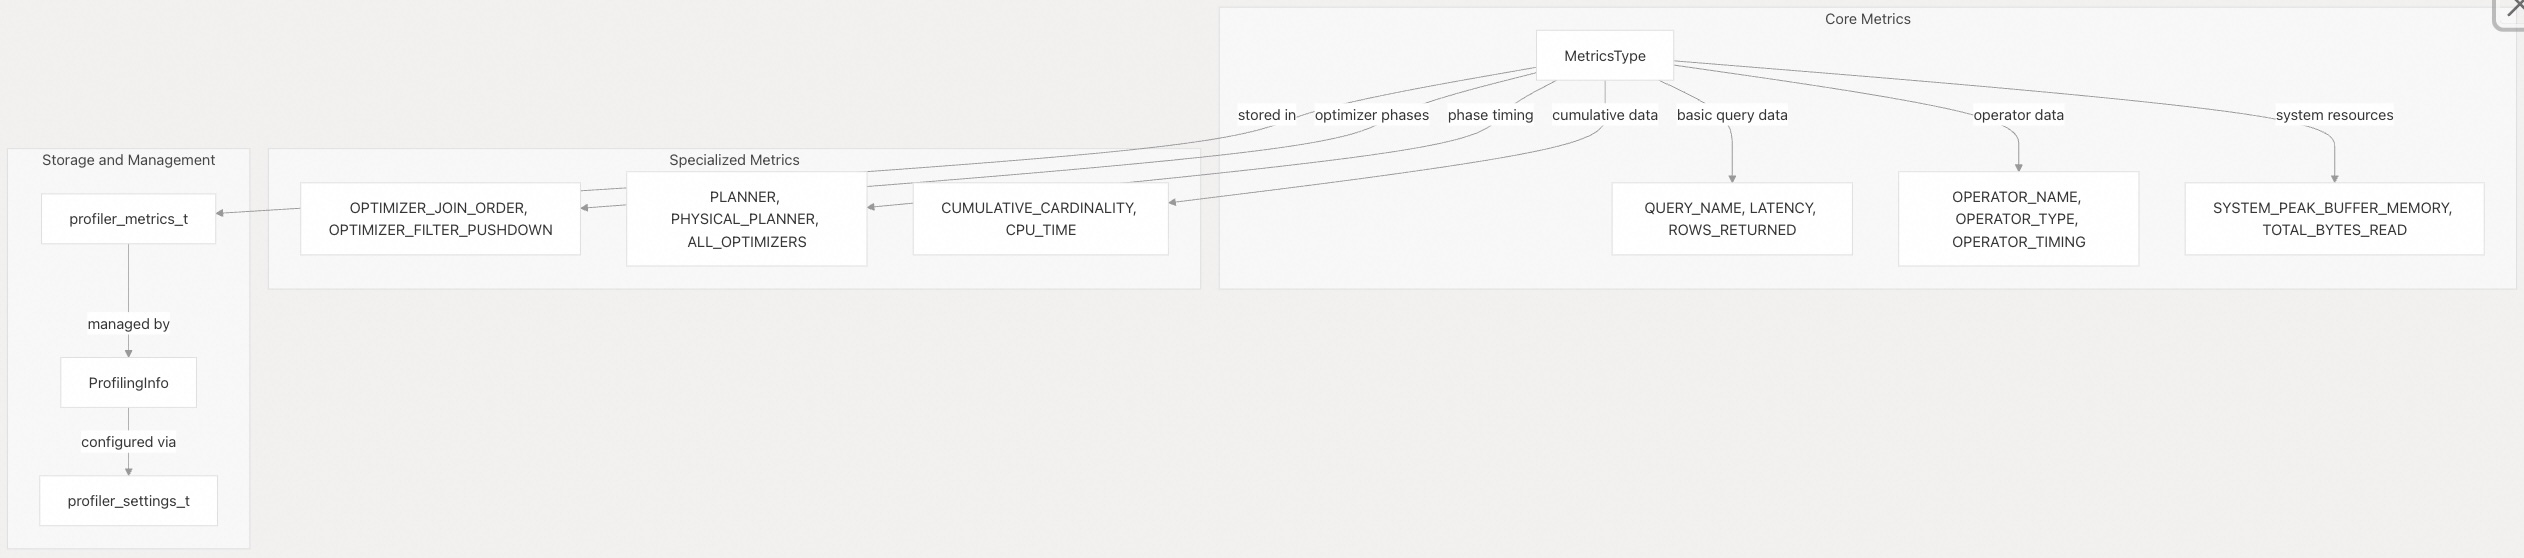 Core Metrics
MetricsType
stored in
optimizer phases
phase timing
cumulative data
basic query data
operator data
system resources
Storage and Management
profiler_metrics_t
managed by
ProfilingInfo
configured via
profiler_settings_t
Specialized Metrics
OPTIMIZER_JOIN_ORDER,
OPTIMIZER_FILTER_PUSHDOWN
PLANNER,
PHYSICAL_PLANNER,
ALL_OPTIMIZERS
CUMULATIVE_CARDINALITY,
CPU_TIME
QUERY_NAME, LATENCY,
ROWS_RETURNED
OPERATOR_NAME,
OPERATOR_TYPE,
OPERATOR_TIMING
SYSTEM_PEAK_BUFFER_MEMORY,
TOTAL_BYTES_READ